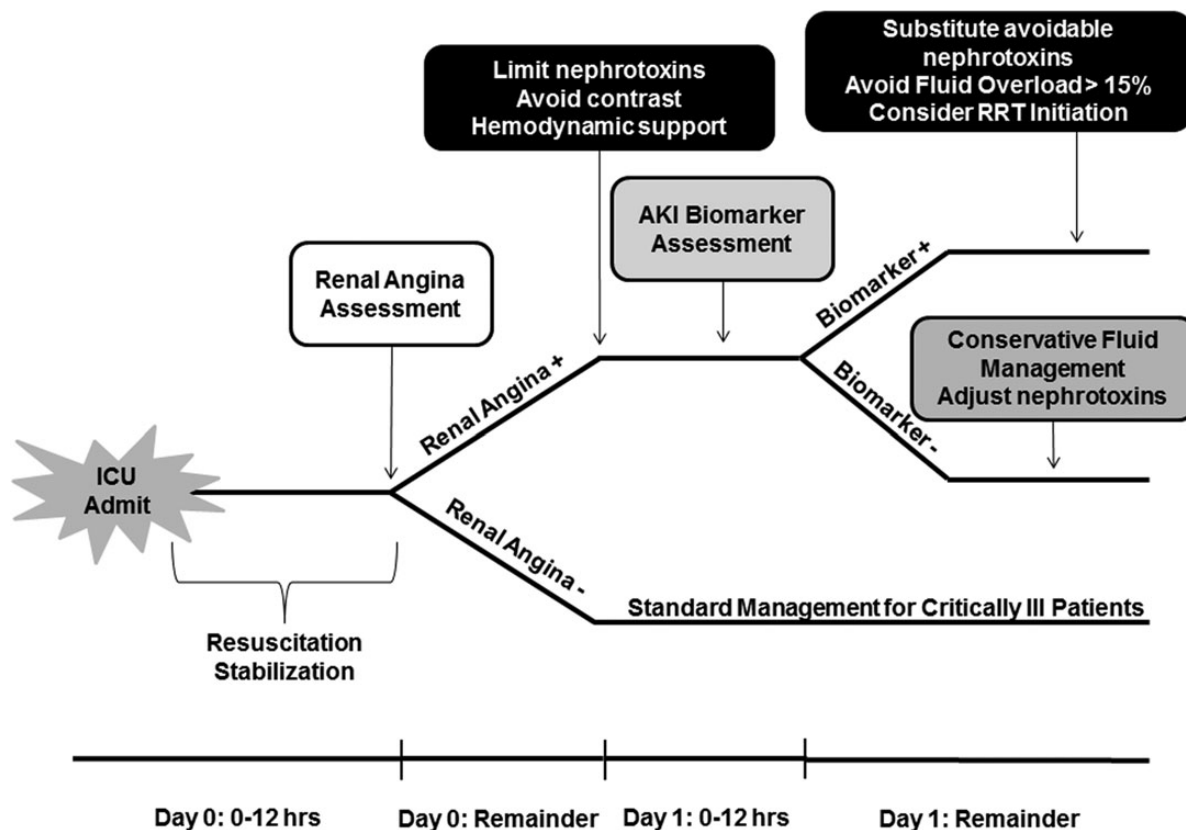 Substitute avoidable
nephrotoxins
Avoid Fluid Overload > 15%
Consider RRT Initiation
Limit nephrotoxins
Avoid contrast
Hemodynamic support
AKI Biomarker
Assessment
Renal Angina
Assessment
Biomarker +
Conservative Fluid
Management
Adjust nephrotoxins
Renal Angina +
Biomarker -
ICU
Admit
Renal Angina -
Standard Management for Critically Ill Patients
Resuscitation
Stabilization
Day 0: 0-12 hrs
Day 0: Remainder
Day 1: 0-12 hrs
Day 1: Remainder